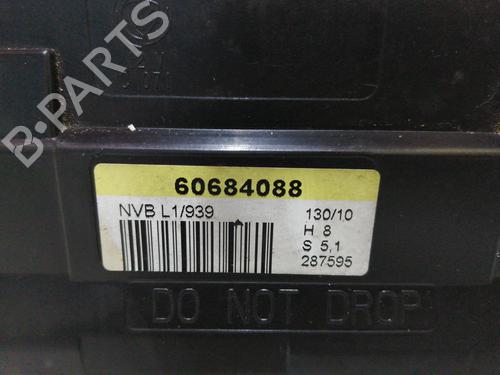 B-PARTS
60684088
NVB L1/939
130/10
H 8
S 5,1
287595
DO NOT DROP